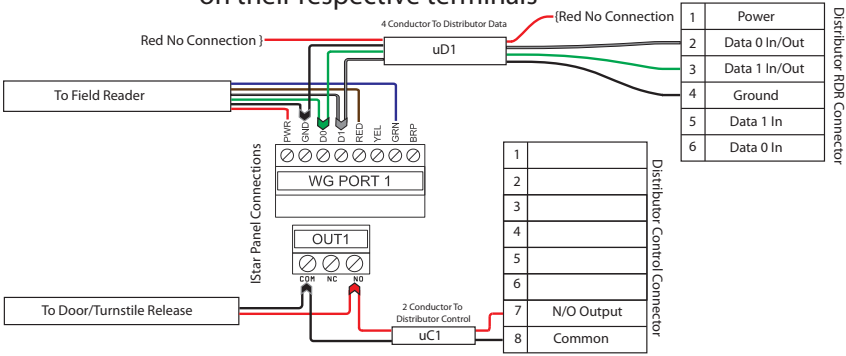 on their respective terminals
4 Conductor To Distributor Data
{Red No Connection
Red No Connection }
uD1
1 Power
2 Data 0 In/Out
3 Data 1 In/Out
4 Ground
5 Data 1 In
6 Data 0 In
Distributor RDR Connector
To Field Reader
PWR
GND
D0
D1
RED
YEL
GRN
BRP
WG PORT 1
IStar Panel Connections
OUT1
COM NC NO
1
2
3
4
5
6
7 N/O Output
8 Common
Distributor Control Connector
To Door/Turnstile Release
2 Conductor To
Distributor Control
uC1